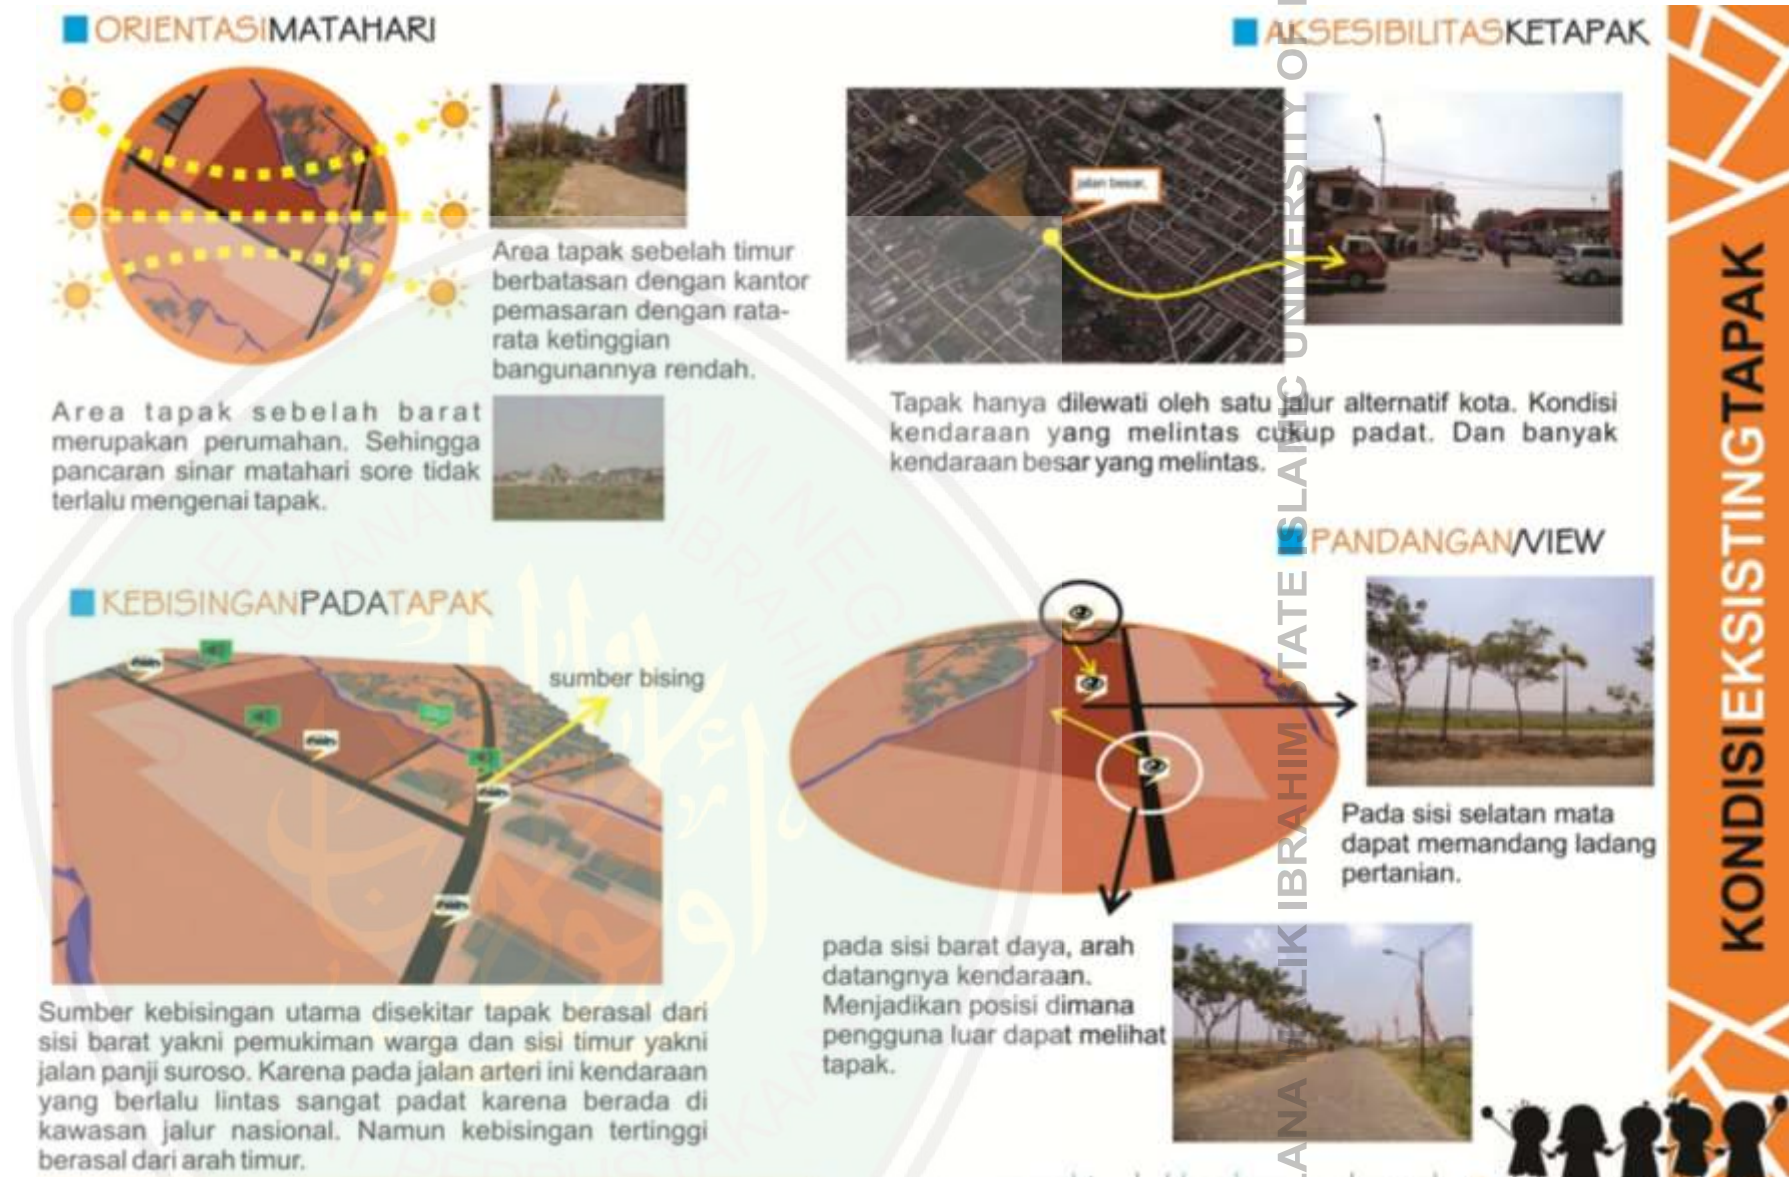 ORIENTASIMATAHARI
Area tapak sebelah timur
berbatasan dengan kantor
pemasaran dengan rata-
rata ketinggian
bangunannya rendah.
Area tapak sebelah barat
merupakan perumahan. Sehingga
pancaran sinar matahari sore tidak
terlalu mengenai tapak.
KEBISINGANPADATAPAK
sumber bising
Sumber kebisingan utama disekitar tapak berasal dari
sisi barat yakni pemukiman warga dan sisi timur yakni
jalan panji suroso. Karena pada jalan arteri ini kendaraan
yang berlalu lintas sangat padat karena berada di
kawasan jalur nasional. Namun kebisingan tertinggi
berasal dari arah timur.
AKSESIBILITASKETAPAK
jalan besar,
Tapak hanya dilewati oleh satu jalur alternatif kota. Kondisi
kendaraan yang melintas cukup padat. Dan banyak
kendaraan besar yang melintas.
PANDANGAN/VIEW
Pada sisi selatan mata
dapat memandang ladang
pertanian.
pada sisi barat daya, arah
datangnya kendaraan.
Menjadikan posisi dimana
pengguna luar dapat melihat
tapak.
KONDISIEKSISTINGTAPAK
IBRAHIM STATE ISLAMIC UNIVERSITY OF